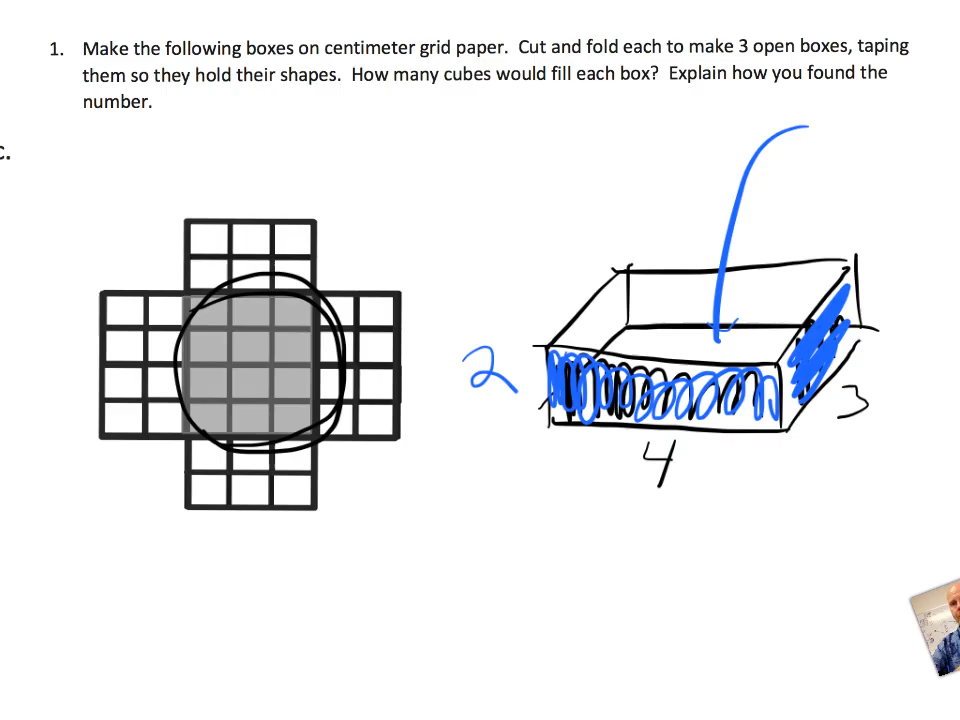 1. Make the following boxes on centimeter grid paper. Cut and fold each to make 3 open boxes, taping
them so they hold their shapes. How many cubes would fill each box? Explain how you found the
number.
c.
2
3
4